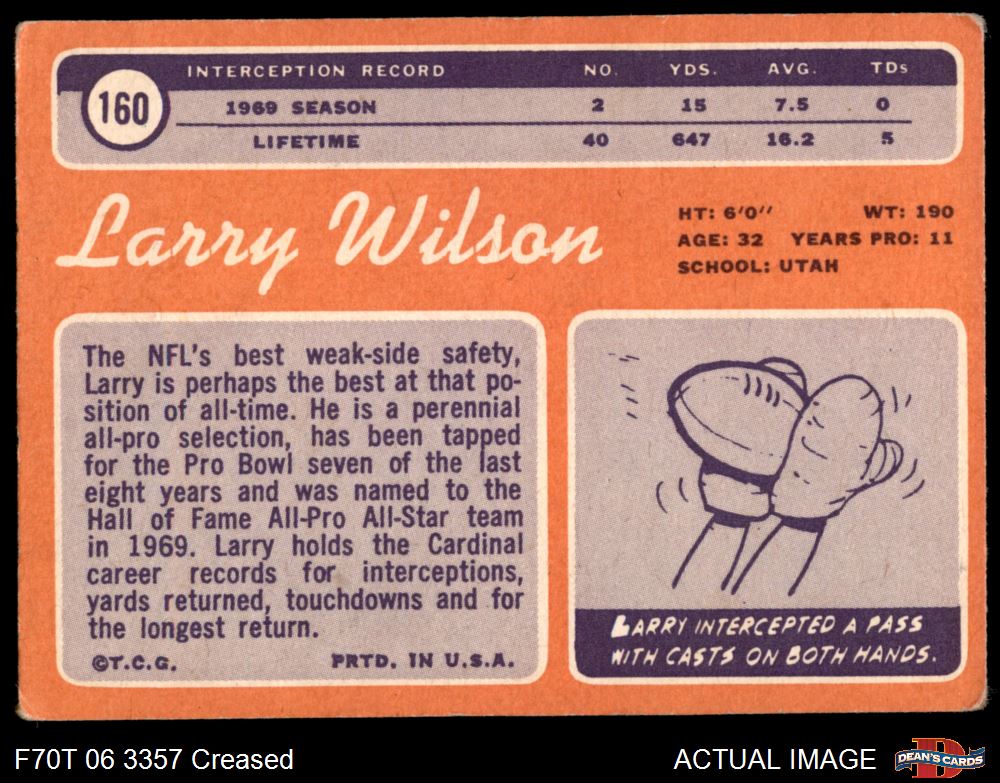 160
INTERCEPTION RECORD NO. YDS. AVG. TDs
1969 SEASON 2 15 7.5 0
LIFETIME 40 647 16.2 5
Larry Wilson
HT: 6'0'' WT: 190
AGE: 32 YEARS PRO: 11
SCHOOL: UTAH
The NFL's best weak-side safety,
Larry is perhaps the best at that po-
sition of all-time. He is a perennial
all-pro selection, has been tapped
for the Pro Bowl seven of the last
eight years and was named to the
Hall of Fame All-Pro All-Star team
in 1969. Larry holds the Cardinal
career records for interceptions,
yards returned, touchdowns and for
the longest return.
©T.C.G. PRTD. IN U.S.A.
LARRY INTERCEPTED A PASS
WITH CASTS ON BOTH HANDS.
F70T 06 3357 Creased
ACTUAL IMAGE
D
DEAN'S CARDS